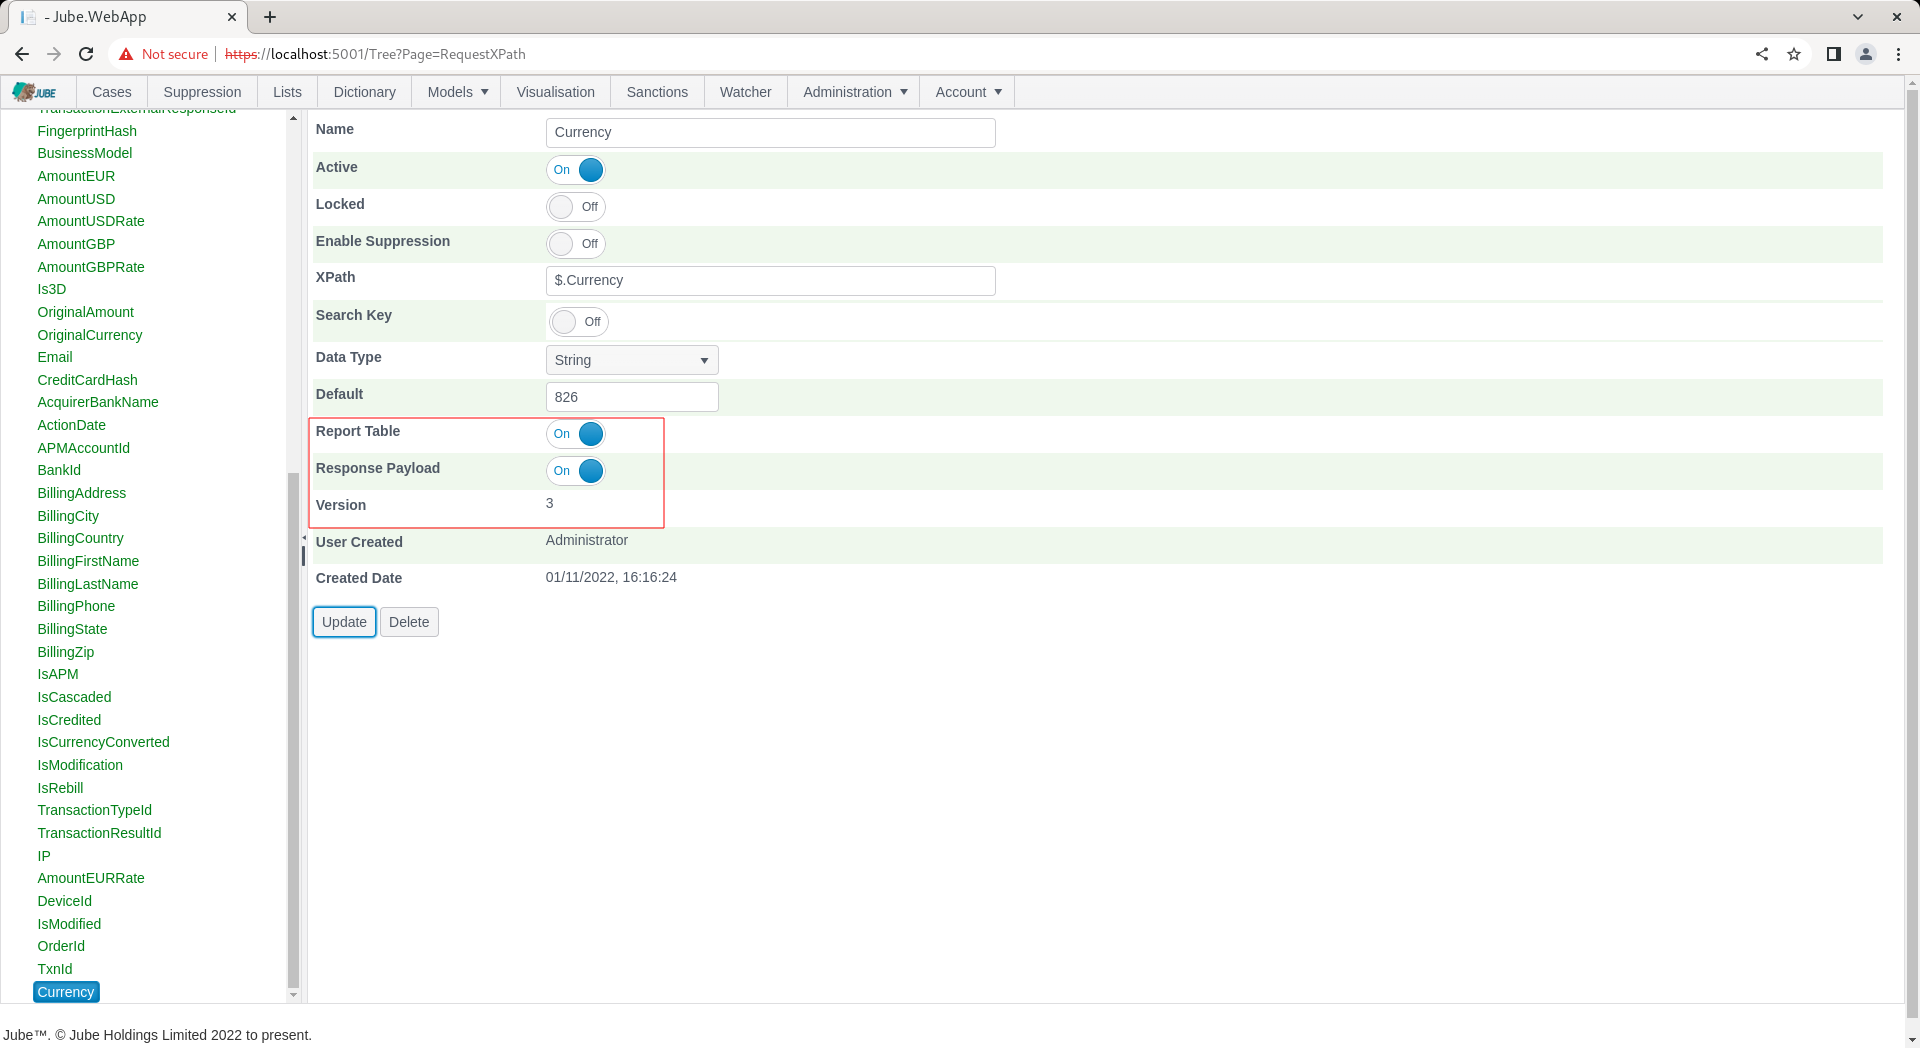 - Jube.WebApp
Not secure
https://localhost:5001/Tree?Page=RequestXPath
JUBE
Cases
Suppression
Lists
Dictionary
Models
Visualisation
Sanctions
Watcher
Administration
Account
TransactionExternalResponseId
FingerprintHash
BusinessModel
AmountEUR
AmountUSD
AmountUSDRate
AmountGBP
AmountGBPRate
Is3D
OriginalAmount
OriginalCurrency
Email
CreditCardHash
AcquirerBankName
ActionDate
APMAccountId
BankId
BillingAddress
BillingCity
BillingCountry
BillingFirstName
BillingLastName
BillingPhone
BillingState
BillingZip
IsAPM
IsCascaded
IsCredited
IsCurrencyConverted
IsModification
IsRebill
TransactionTypeId
TransactionResultId
IP
AmountEURRate
DeviceId
IsModified
OrderId
TxnId
Currency
Name
Currency
Active
On
Locked
Off
Enable Suppression
Off
XPath
$.Currency
Search Key
Off
Data Type
String
Default
826
Report Table
On
Response Payload
On
Version
3
User Created
Administrator
Created Date
01/11/2022, 16:16:24
Update
Delete
Jube™. © Jube Holdings Limited 2022 to present.